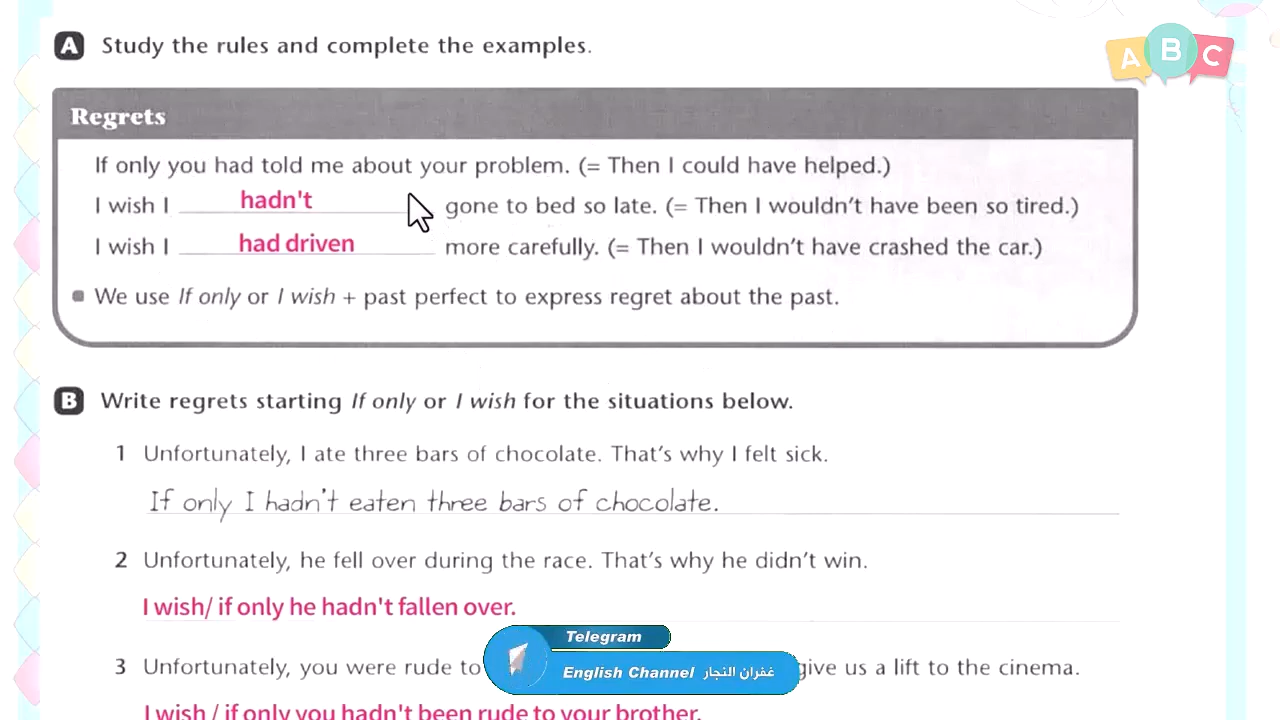 A B C
A Study the rules and complete the examples.
Regrets
If only you had told me about your problem. (= Then I could have helped.)
I wish I hadn't gone to bed so late. (= Then I wouldn't have been so tired.)
I wish I had driven more carefully. (= Then I wouldn't have crashed the car.)
We use If only or I wish + past perfect to express regret about the past.
B Write regrets starting If only or I wish for the situations below.
1 Unfortunately, I ate three bars of chocolate. That's why I felt sick.
If only I hadn't eaten three bars of chocolate.
2 Unfortunately, he fell over during the race. That's why he didn't win.
I wish/ if only he hadn't fallen over.
Telegram
English Channel غفران النجار
3 Unfortunately, you were rude to give us a lift to the cinema.
I wish / if only you hadn't been rude to your brother.